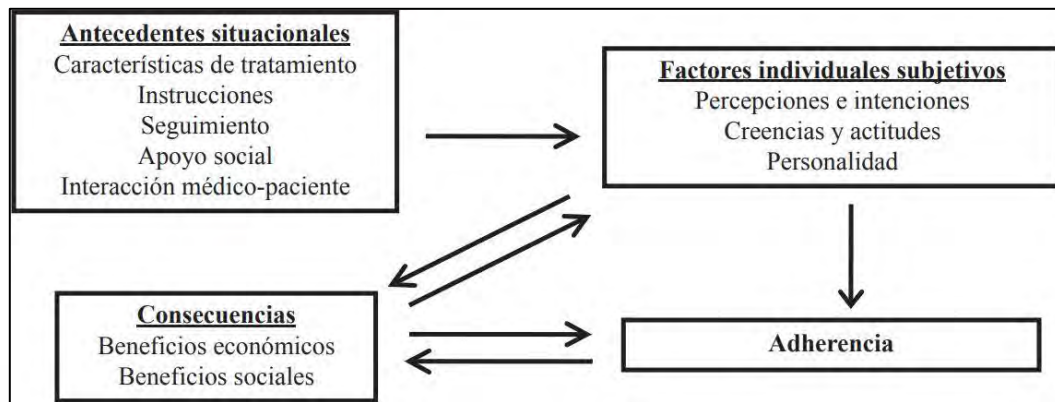 Antecedentes situacionales
Características de tratamiento
Instrucciones
Seguimiento
Apoyo social
Interacción médico-paciente
Factores individuales subjetivos
Percepciones e intenciones
Creencias y actitudes
Personalidad
Consecuencias
Beneficios económicos
Beneficios sociales
Adherencia